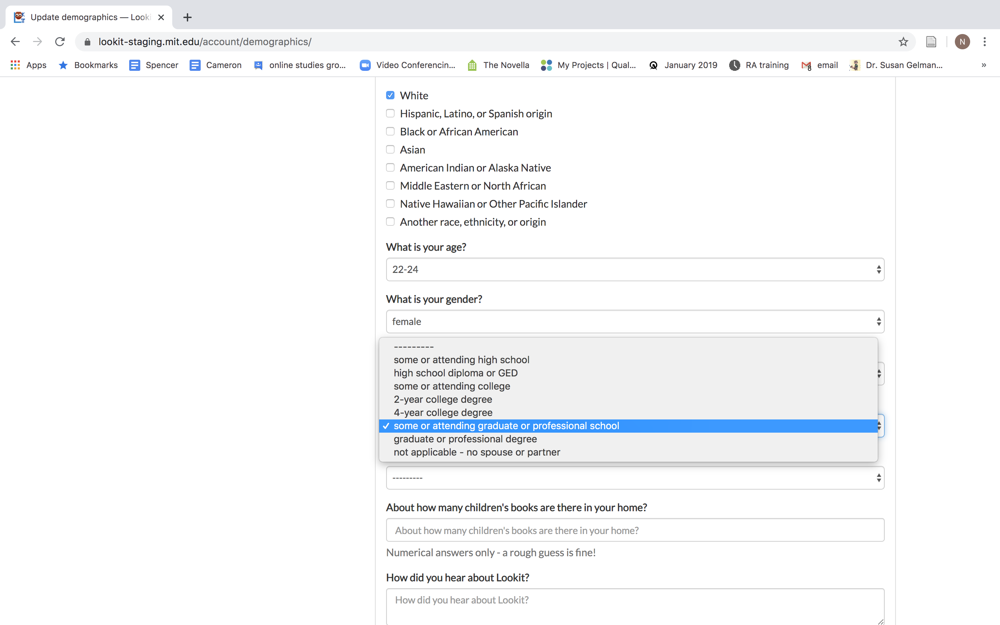 Update demographics — Looki
lookit-staging.mit.edu/account/demographics/
N
Apps
Bookmarks
Spencer
Cameron
online studies gro...
Video Conferencin...
The Novella
My Projects | Qual...
January 2019
RA training
8
email
Dr. Susan Gelman...
»
White
Hispanic, Latino, or Spanish origin
Black or African American
Asian
American Indian or Alaska Native
Middle Eastern or North African
Native Hawaiian or Other Pacific Islander
Another race, ethnicity, or origin
What is your age?
22-24
What is your gender?
female
---------
some or attending high school
high school diploma or GED
some or attending college
2-year college degree
4-year college degree
✓ some or attending graduate or professional school
graduate or professional degree
not applicable - no spouse or partner
---------
About how many children's books are there in your home?
About how many children's books are there in your home?
Numerical answers only - a rough guess is fine!
How did you hear about Lookit?
How did you hear about Lookit?